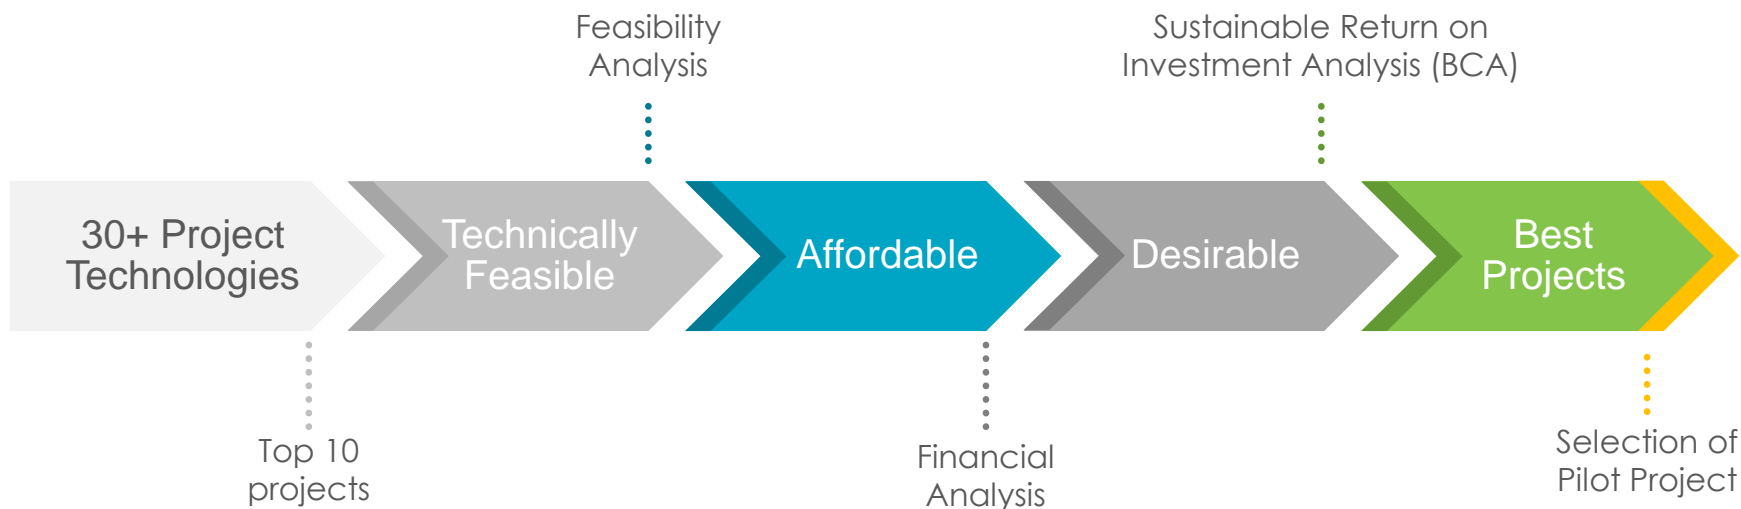 Feasibility
Analysis
Sustainable Return on
Investment Analysis (BCA)
30+ Project
Technologies
Technically
Feasible
Affordable
Desirable
Best
Projects
Top 10
projects
Financial
Analysis
Selection of
Pilot Project